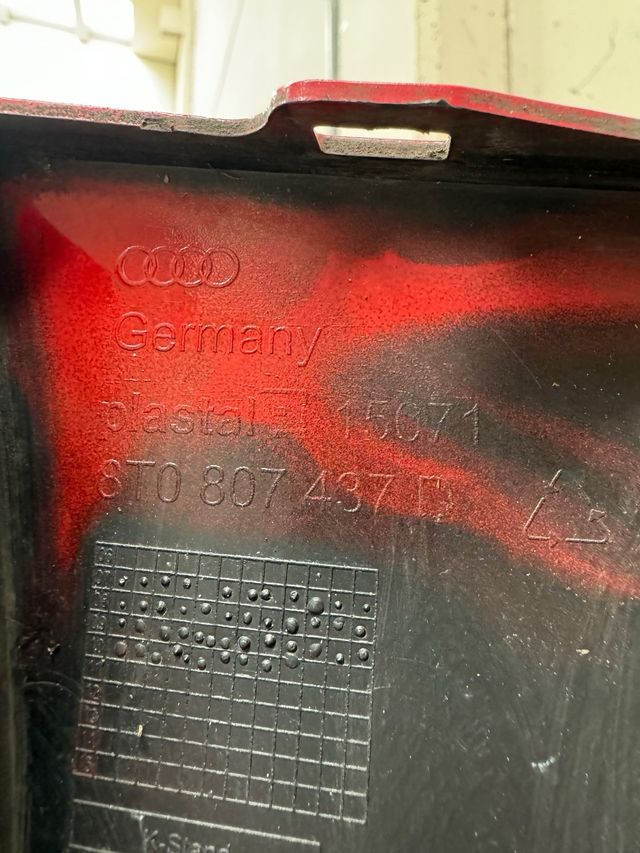 Germany
plastal 15071
8T0 807 437 D
K-Stand